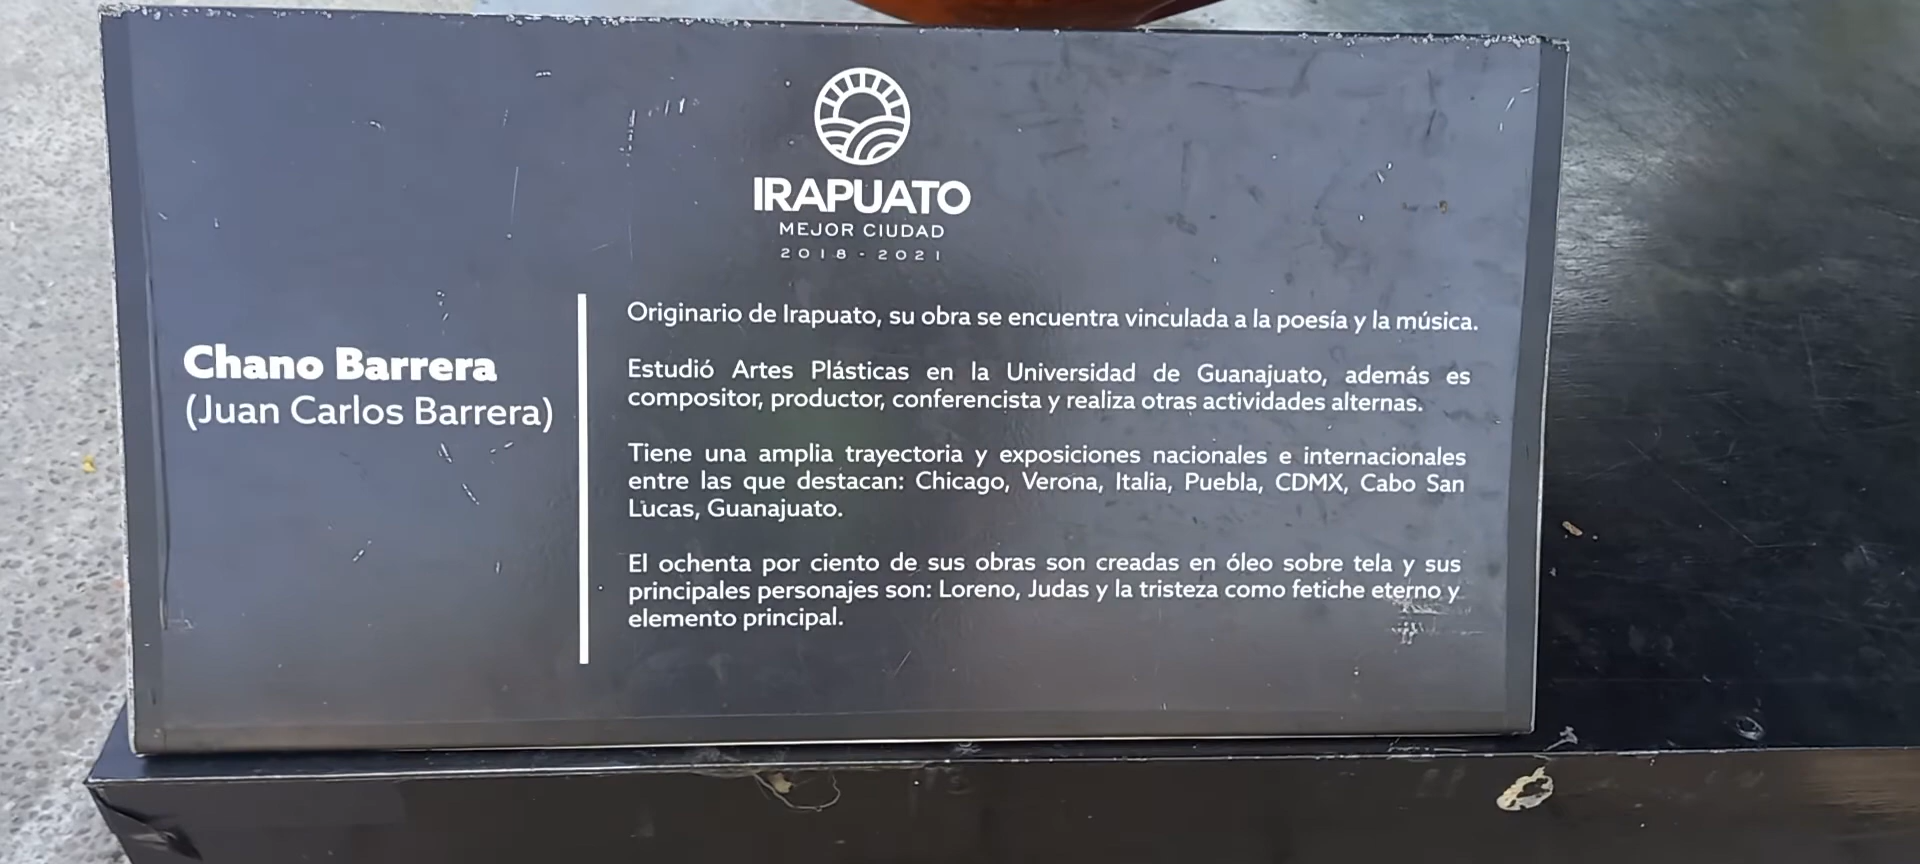 IRAPUATO
MEJOR CIUDAD
2018 - 2021
Chano Barrera
(Juan Carlos Barrera)
Originario de Irapuato, su obra se encuentra vinculada a la poesía y la música.
Estudió Artes Plásticas en la Universidad de Guanajuato, además es
compositor, productor, conferencista y realiza otras actividades alternas.
Tiene una amplia trayectoria y exposiciones nacionales e internacionales
entre las que destacan: Chicago, Verona, Italia, Puebla, CDMX, Cabo San
Lucas, Guanajuato.
El ochenta por ciento de sus obras son creadas en óleo sobre tela y sus
principales personajes son: Loreno, Judas y la tristeza como fetiche eterno y
elemento principal.